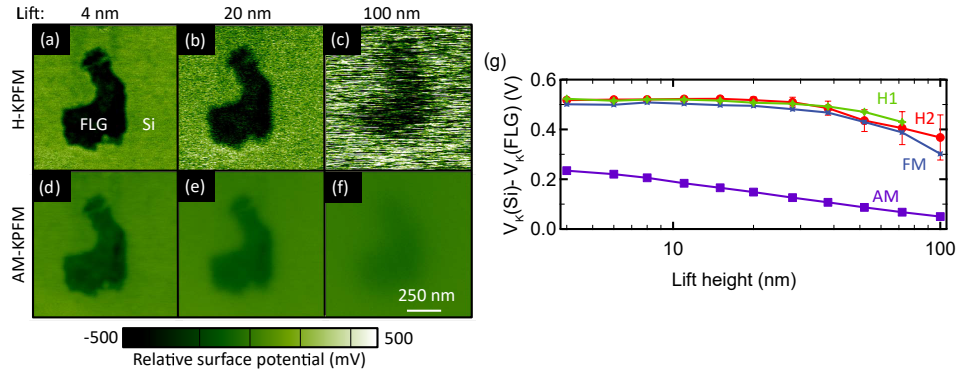 Lift: 4 nm 20 nm 100 nm
H-KPFM
(a) (b) (c)
FLG Si
AM-KPFM
(d) (e) (f)
250 nm
-500 500
Relative surface potential (mV)
(g)
V_K(Si)- V_K(FLG) (V)
0.6
0.4
0.2
0.0
H1
H2
FM
AM
10 100
Lift height (nm)